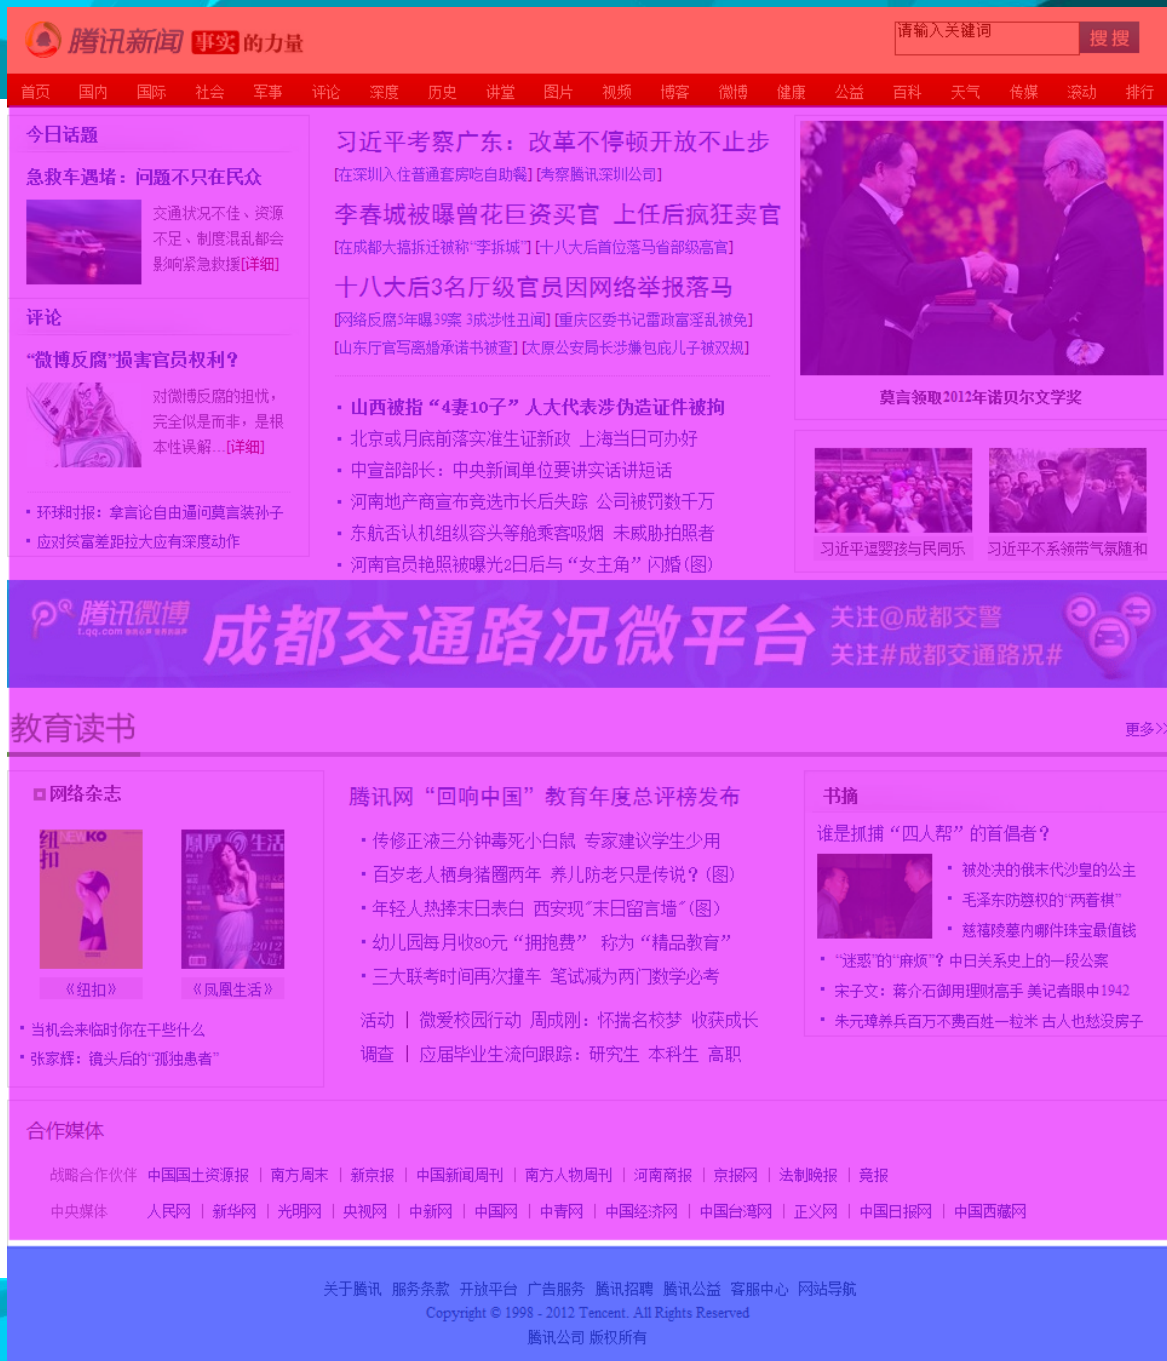 腾讯新闻 事实的力量
请输入关键词 搜搜
首页 国内 国际 社会 军事 评论 深度 历史 讲堂 图片 视频 博客 微博 健康 公益 百科 天气 传媒 滚动 排行
今日话题
急救车遇堵：问题不只在民众
交通状况不佳、资源
不足、制度混乱都会
影响紧急救援[详细]
评论
“微博反腐”损害官员权利？
对微博反腐的担忧，
完全似是而非，是根
本性误解…[详细]
环球时报：拿言论自由逼问莫言装孙子
应对贫富差距拉大应有深度动作
习近平考察广东：改革不停顿开放不止步
[在深圳入住普通套房吃自助餐] [考察腾讯深圳公司]
李春城被曝曾花巨资买官 上任后疯狂卖官
[在成都大搞拆迁被称“李拆城”] [十八大后首位落马省部级高官]
十八大后3名厅级官员因网络举报落马
[网络反腐5年曝39案 3成涉性丑闻] [重庆区委书记雷政富淫乱被免]
[山东厅官写离婚承诺书被查] [太原公安局长涉嫌包庇儿子被双规]
山西被指“4妻10子”人大代表涉伪造证件被拘
北京或月底前落实准生证新政 上海当日可办好
中宣部部长：中央新闻单位要讲实话讲短话
河南地产商宣布竞选市长后失踪 公司被罚数千万
东航否认机组纵容头等舱乘客吸烟 未威胁拍照者
河南官员艳照被曝光2日后与“女主角”闪婚(图)
莫言领取2012年诺贝尔文学奖
习近平逗婴孩与民同乐
习近平不系领带气氛随和
腾讯微博
t.qq.com
成都交通路况微平台
关注@成都交警
关注#成都交通路况#
教育读书
更多>>
网络杂志
纽扣
KO
凤凰生活
2012
《纽扣》
《凤凰生活》
当机会来临时你在干些什么
张家辉：镜头后的“孤独患者”
腾讯网“回响中国”教育年度总评榜发布
传修正液三分钟毒死小白鼠 专家建议学生少用
百岁老人栖身猪圈两年 养儿防老只是传说？(图)
年轻人热捧末日表白 西安现"末日留言墙"(图)
幼儿园每月收80元“拥抱费” 称为“精品教育”
三大联考时间再次撞车 笔试减为两门数学必考
活动 | 微爱校园行动 周成刚：怀揣名校梦 收获成长
调查 | 应届毕业生流向跟踪：研究生 本科生 高职
书摘
谁是抓捕“四人帮”的首倡者？
被处决的俄末代沙皇的公主
毛泽东防篡权的“两着棋”
慈禧陵墓内哪件珠宝最值钱
“迷惑”的“麻烦”？中日关系史上的一段公案
宋子文：蒋介石御用理财高手 美记者眼中1942
朱元璋养兵百万不费百姓一粒米 古人也愁没房子
合作媒体
战略合作伙伴 中国国土资源报 | 南方周末 | 新京报 | 中国新闻周刊 | 南方人物周刊 | 河南商报 | 京报网 | 法制晚报 | 竞报
中央媒体 人民网 | 新华网 | 光明网 | 央视网 | 中新网 | 中国网 | 中青网 | 中国经济网 | 中国台湾网 | 正义网 | 中国日报网 | 中国西藏网
关于腾讯 服务条款 开放平台 广告服务 腾讯招聘 腾讯公益 客服中心 网站导航
Copyright © 1998 - 2012 Tencent. All Rights Reserved
腾讯公司 版权所有